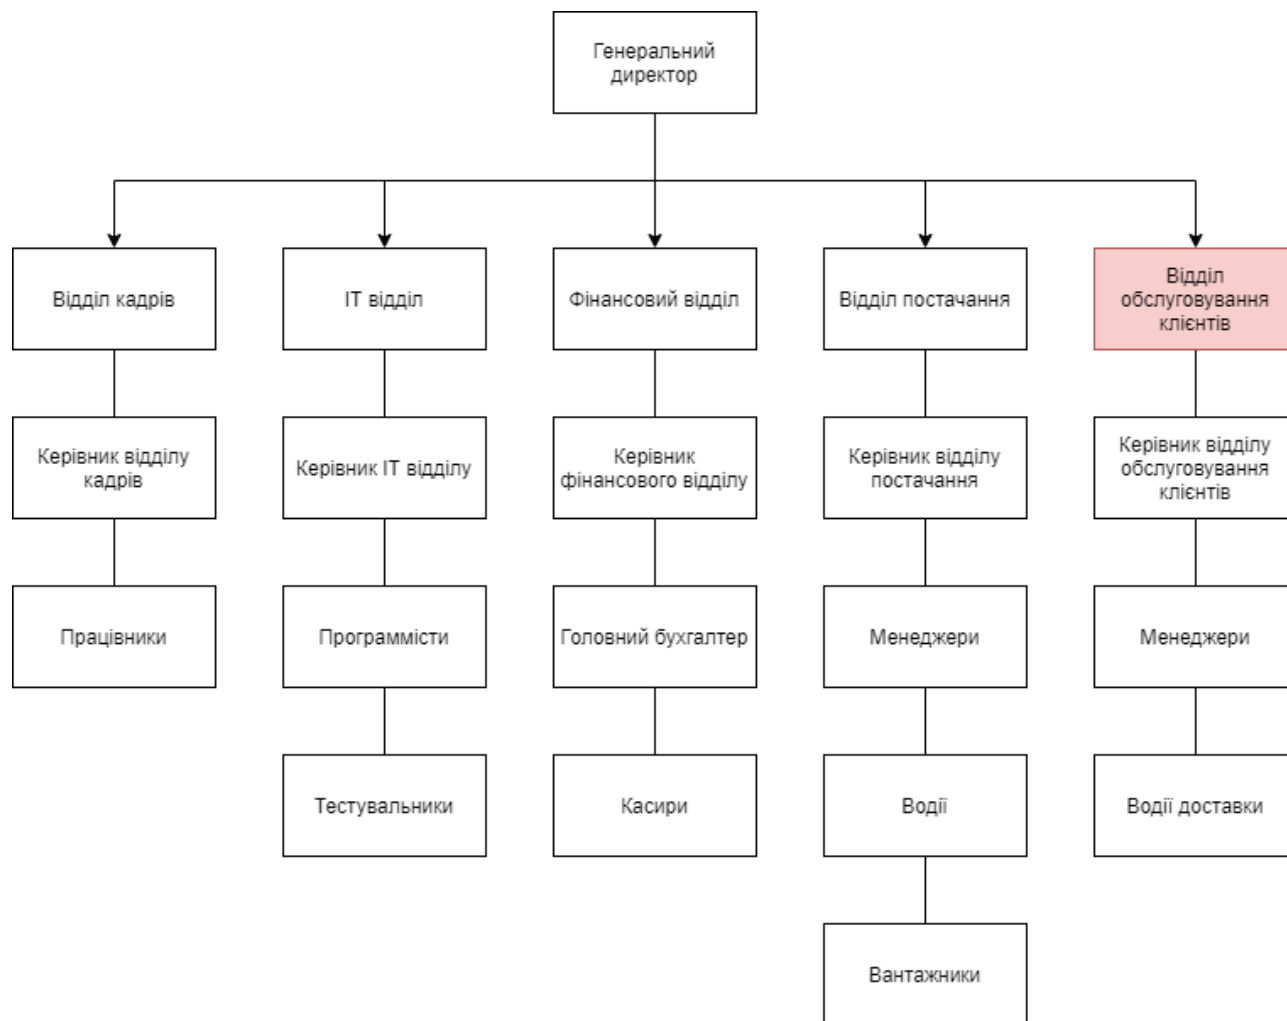 Генеральний
директор
Відділ кадрів
ІТ відділ
Фінансовий відділ
Відділ постачання
Відділ
обслуговування
клієнтів
Керівник відділу
кадрів
Керівник ІТ відділу
Керівник
фінансового відділу
Керівник відділу
постачання
Керівник відділу
обслуговування
клієнтів
Працівники
Программісти
Головний бухгалтер
Менеджери
Менеджери
Тестувальники
Касири
Водії
Водії доставки
Вантажники